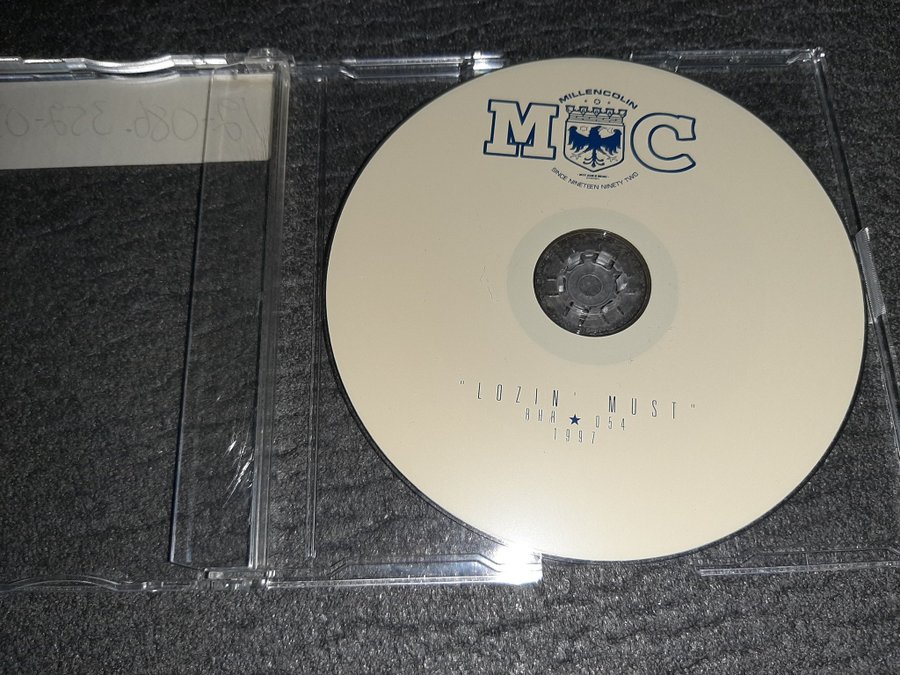 MILLENCOLIN
M C
SINCE NINETEEN NINETY TWO
"LOZIN' MUST"
BHR ★ 054
1997